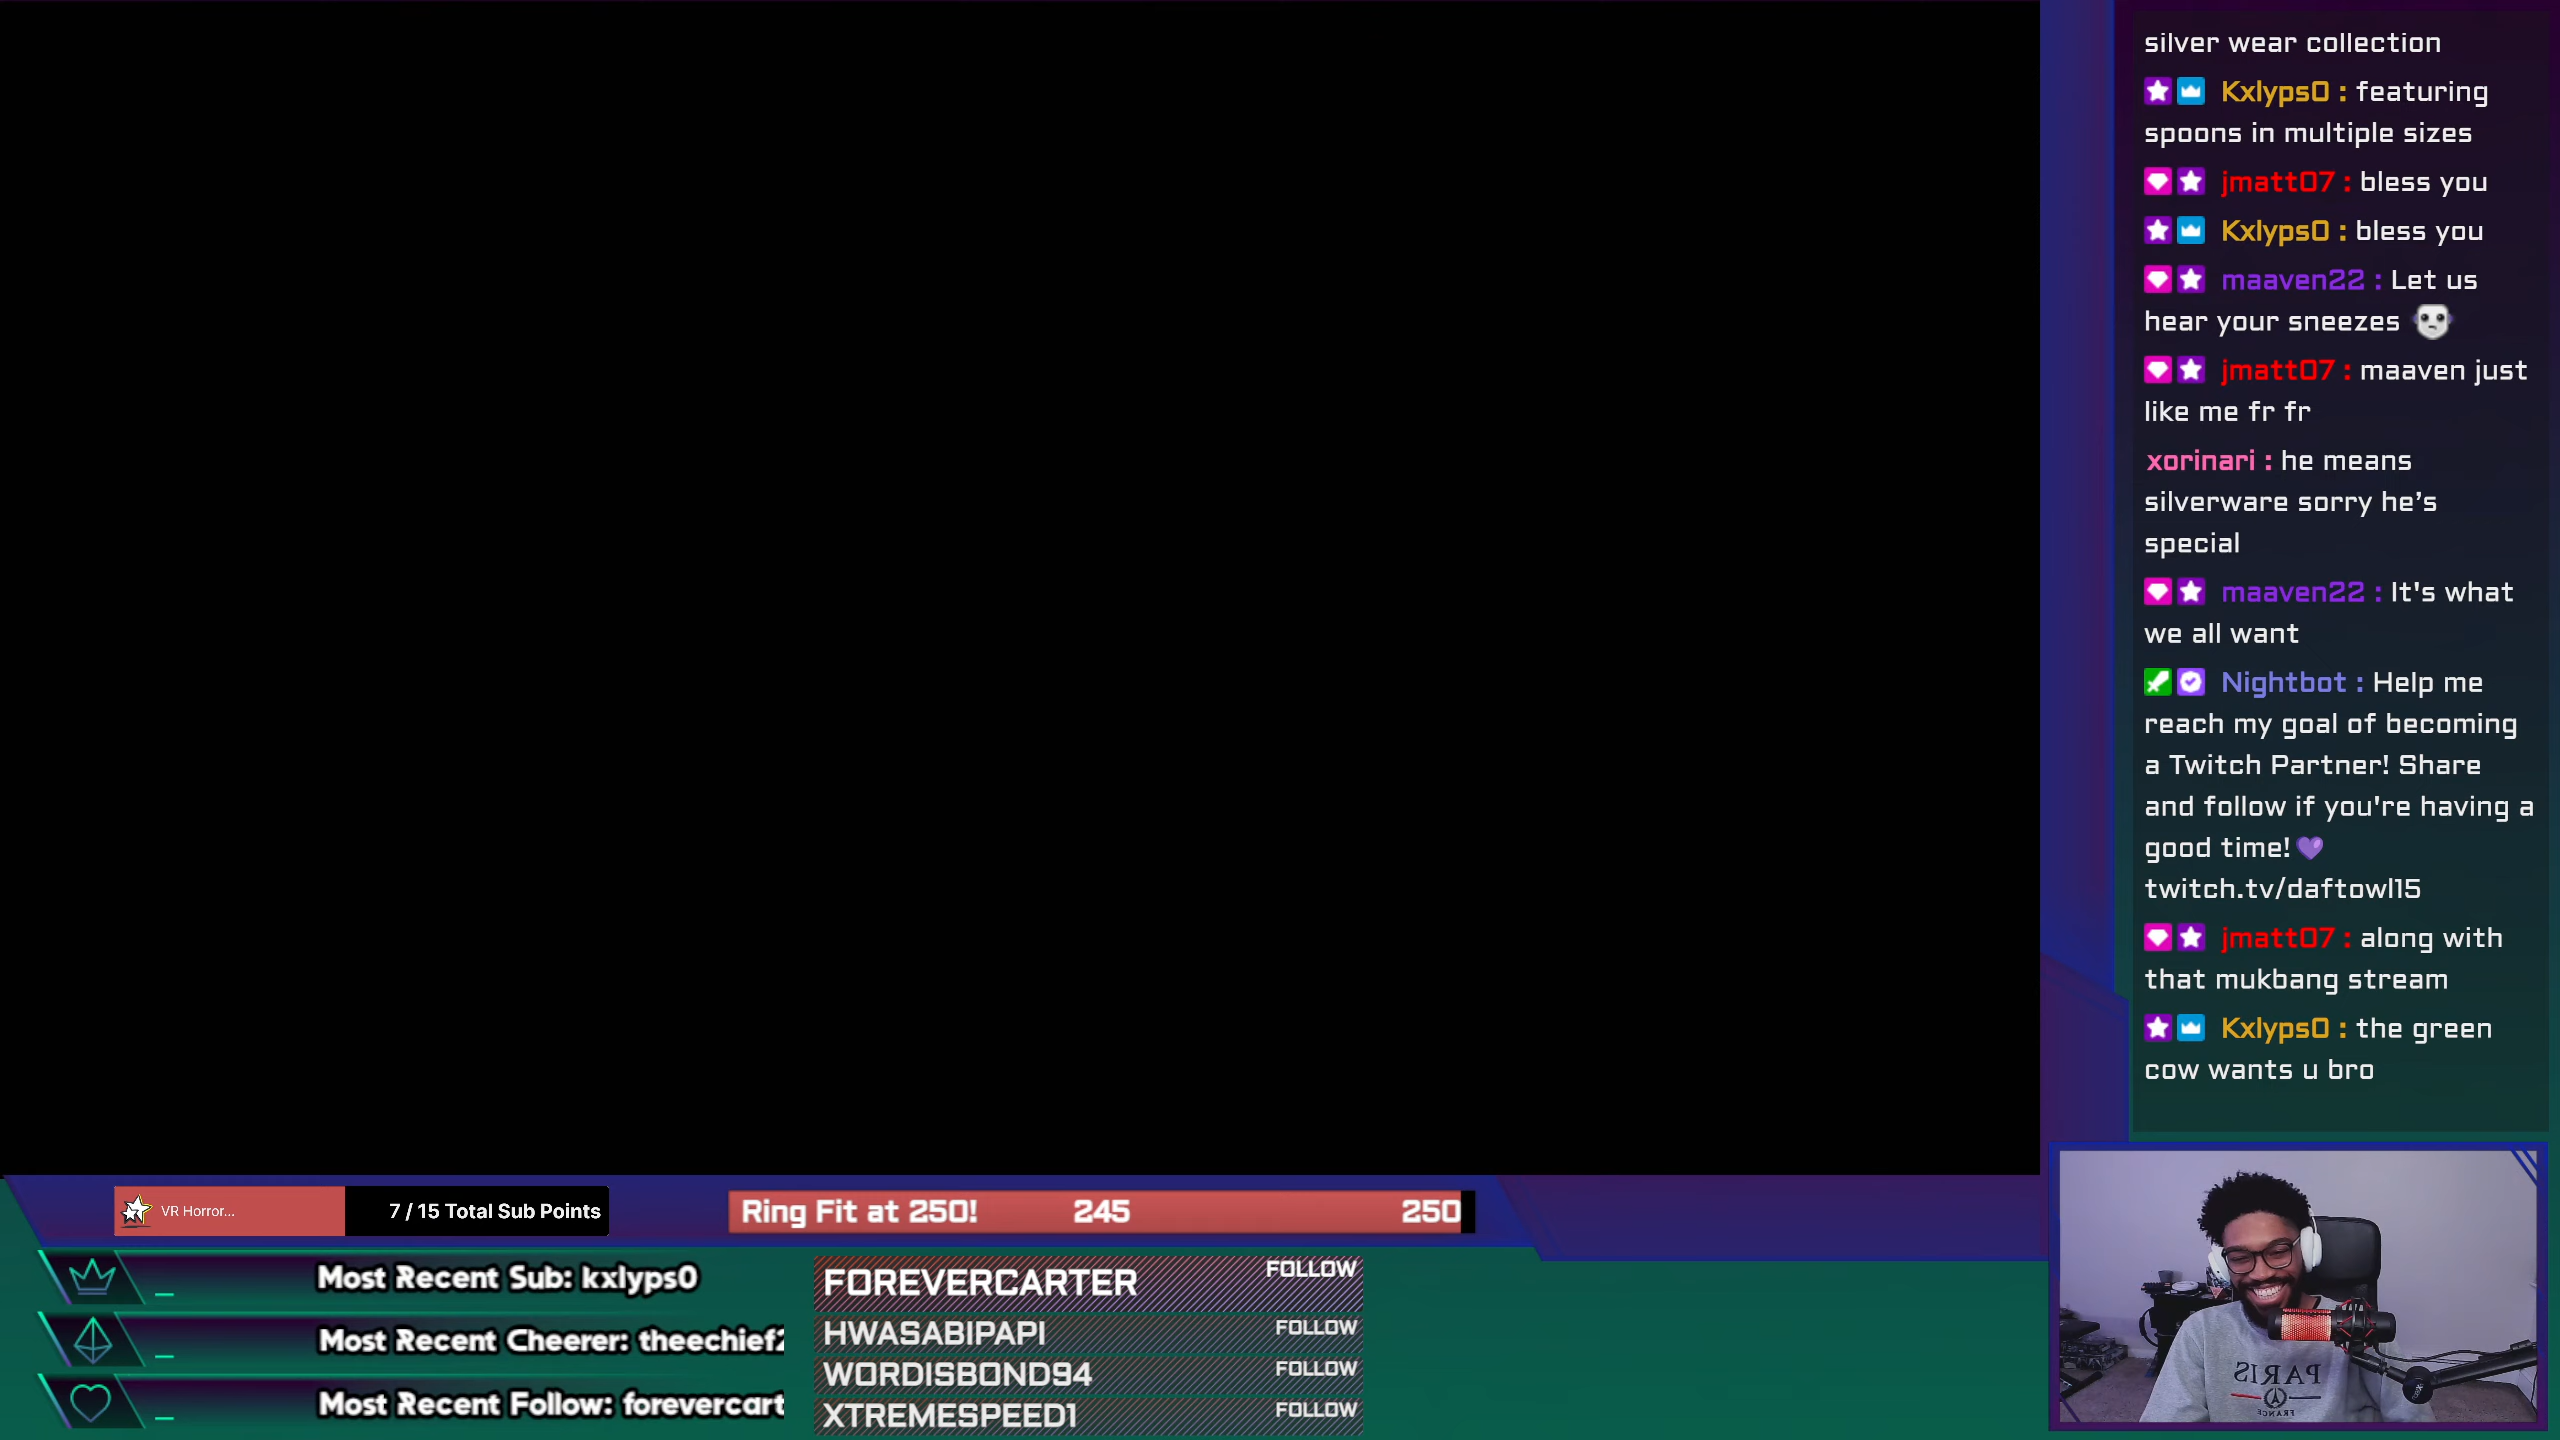 silver wear collection
Kxlyps0 : featuring
spoons in multiple sizes
jmatt07 : bless you
Kxlyps0 : bless you
maaven22 : Let us
hear your sneezes
jmatt07 : maaven just
like me fr fr
xorinari : he means
silverware sorry he's
special
maaven22 : It's what
we all want
Nightbot : Help me
reach my goal of becoming
a Twitch Partner! Share
and follow if you're having a
good time!💜
twitch.tv/daftowl15
jmatt07 : along with
that mukbang stream
Kxlyps0 : the green
cow wants u bro
VR Horror... 7 / 15 Total Sub Points
Ring Fit at 250! 245 250
Most Recent Sub: kxlyps0
Most Recent Cheerer: theechief2
Most Recent Follow: forevercart
FOREVERCARTER FOLLOW
HWASABIPAPI FOLLOW
WORDISBOND94 FOLLOW
XTREMESPEED1 FOLLOW
PARIS
FRANCE